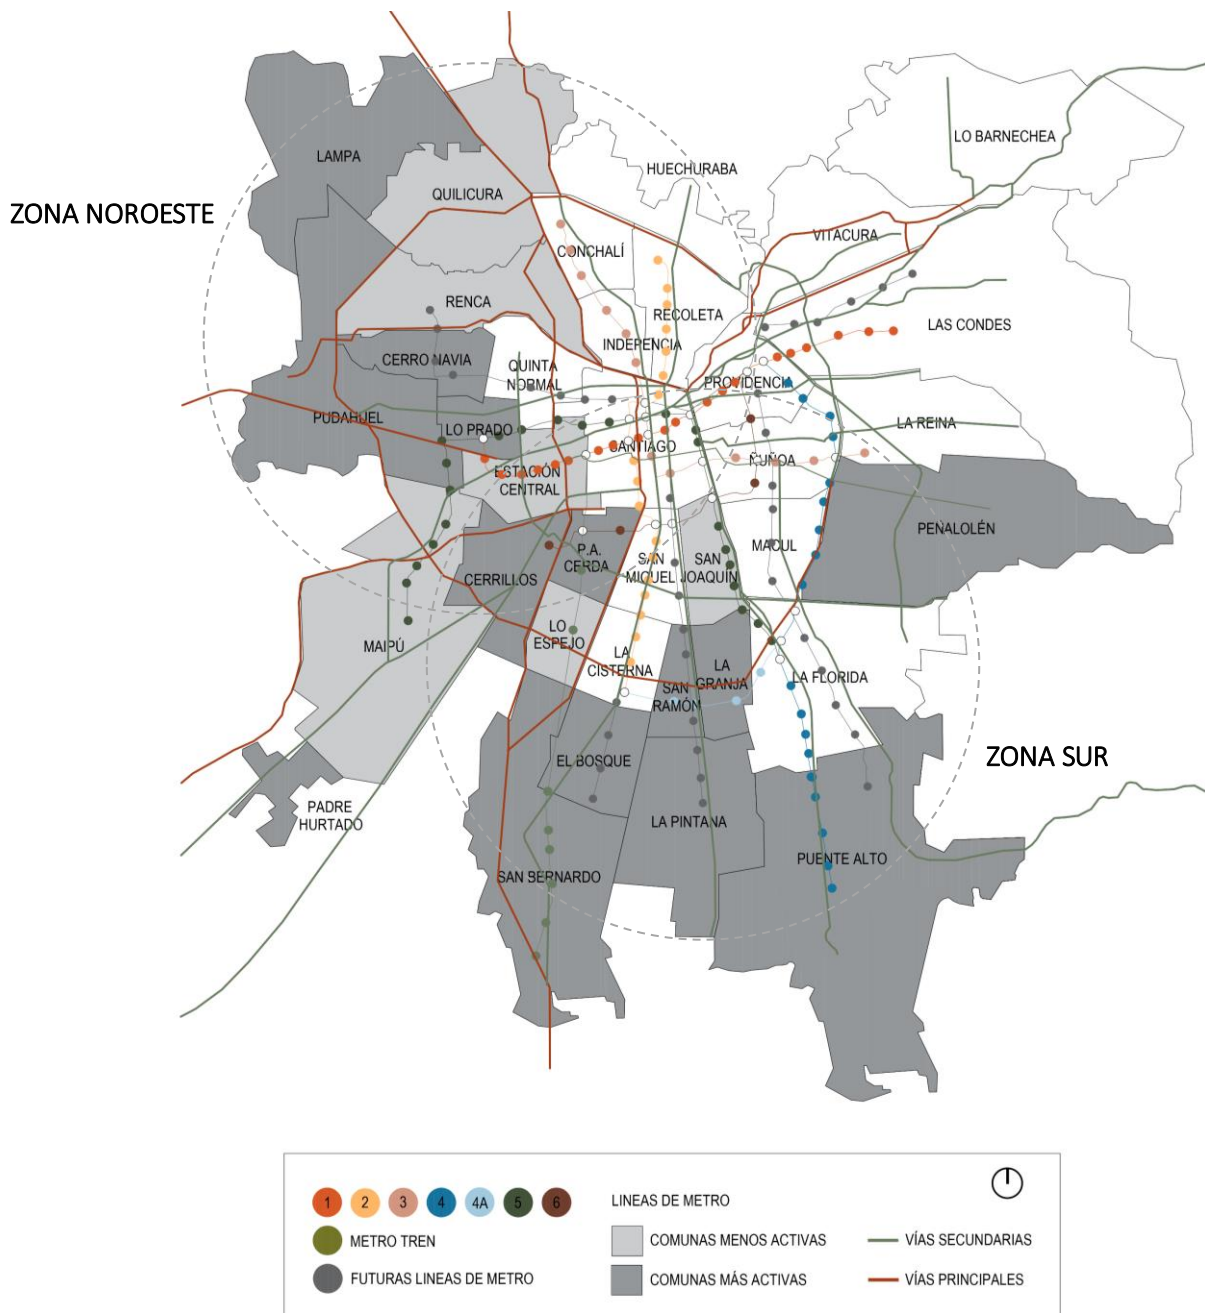 LO BARNECHEA
LAMPA
HUECHURABA
QUILICURA
ZONA NOROESTE
VITACURA
CONCHALÍ
RENCA
RECOLETA
LAS CONDES
INDEPENCIA
CERRO NAVIA
QUINTA
NORMAL
PROVIDENCIA
PUDAHUEL
LO PRADO
LA REINA
SANTIAGO
ÑUÑOA
ESTACIÓN
CENTRAL
PEÑALOLÉN
P.A.
CERDA
MACUL
SAN
MIGUEL
SAN
JOAQUÍN
CERRILLOS
LO
ESPEJO
MAIPÚ
LA
CISTERNA
LA
GRANJA
LA FLORIDA
SAN
RAMÓN
EL BOSQUE
ZONA SUR
PADRE
HURTADO
LA PINTANA
PUENTE ALTO
SAN BERNARDO
1 2 3 4 4A 5 6
LINEAS DE METRO
METRO TREN
COMUNAS MENOS ACTIVAS
VÍAS SECUNDARIAS
FUTURAS LINEAS DE METRO
COMUNAS MÁS ACTIVAS
VÍAS PRINCIPALES